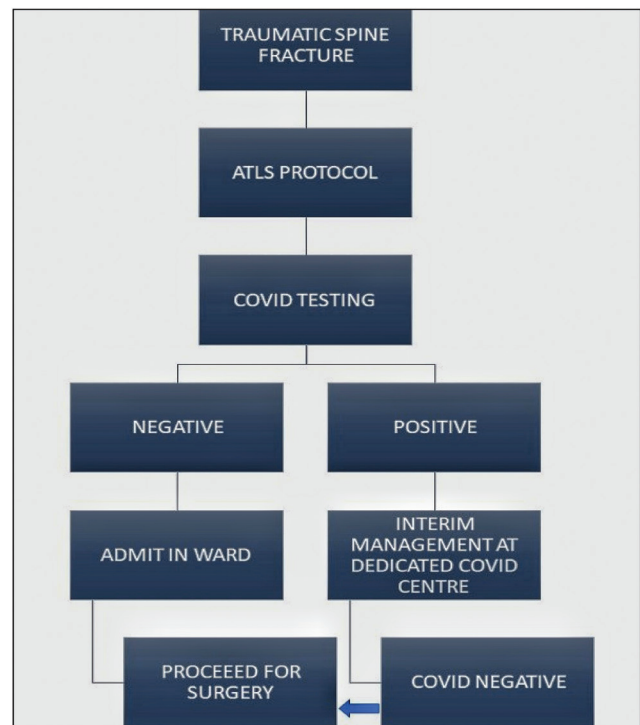 TRAUMATIC SPINE
FRACTURE
ATLS PROTOCOL
COVID TESTING
NEGATIVE
POSITIVE
ADMIT IN WARD
INTERIM
MANAGEMENT AT
DEDICATED COVID
CENTRE
PROCEEED FOR
SURGERY
COVID NEGATIVE